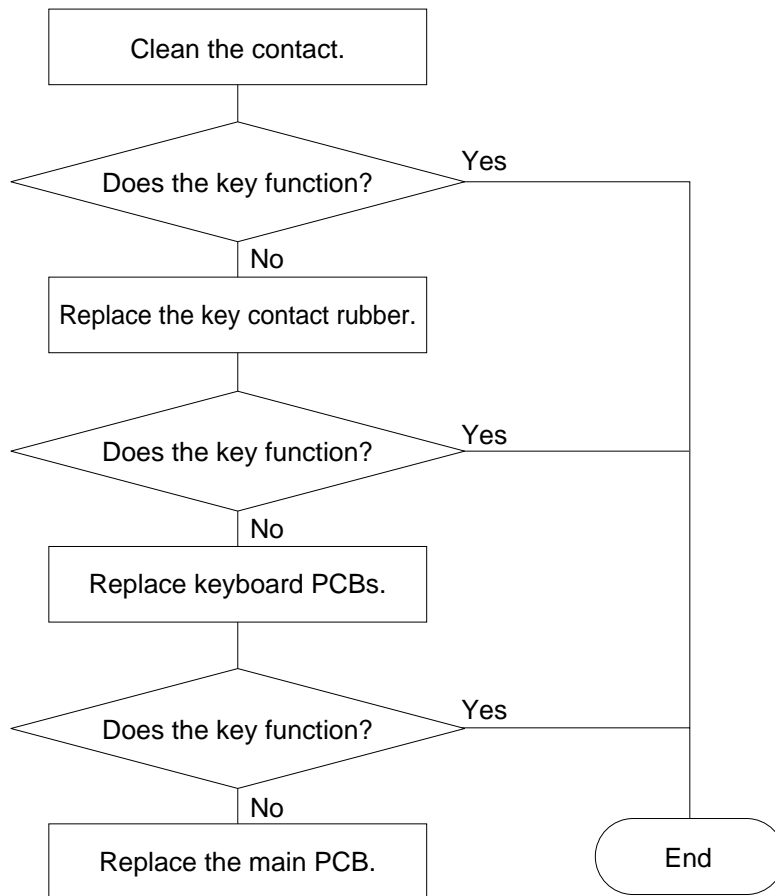 Clean the contact.
Does the key function?
Yes
No
Replace the key contact rubber.
Does the key function?
Yes
No
Replace keyboard PCBs.
Does the key function?
Yes
No
Replace the main PCB.
End